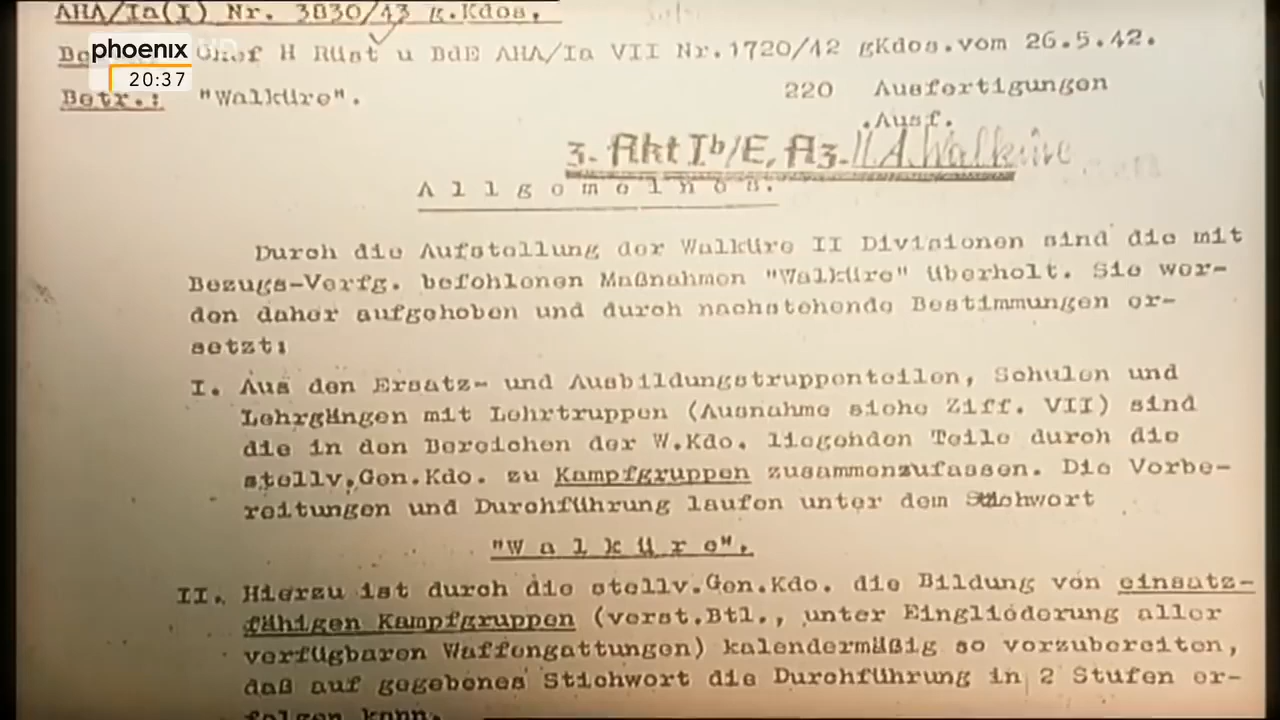 AHA/Ia(I) Nr. 3830/43 g.Kdos.
phoenix HD
20:37
Chef H Rüst u BdE AHA/Ia VII Nr.1720/42 gKdos.vom 26.5.42.
Betr.: "Walküre".
220 Ausfertigungen
.Ausf.
3. Akt Ib/E, Az. II A. Walküre
Allgemeines.
Durch die Aufstellung der Walküre II Divisionen sind die mit
Bezugs-Verfg. befohlenen Maßnahmen "Walküre" überholt. Sie wer-
den daher aufgehoben und durch nachstehende Bestimmungen er-
setzt:
I. Aus den Ersatz- und Ausbildungstruppenteilen, Schulen und
Lehrgängen mit Lehrtruppen (Ausnahme siehe Ziff. VII) sind
die in den Bereichen der W.Kdo. liegenden Teile durch die
stellv.Gen.Kdo. zu Kampfgruppen zusammenzufassen. Die Vorbe-
reitungen und Durchführung laufen unter dem Stichwort
"Walküre".
II. Hierzu ist durch die stellv.Gen.Kdo. die Bildung von einsatz-
fähigen Kampfgruppen (verst.Btl., unter Eingliederung aller
verfügbaren Waffengattungen) kalendermäßig so vorzubereiten,
daß auf gegebenes Stichwort die Durchführung in 2 Stufen er-
folgen kann.